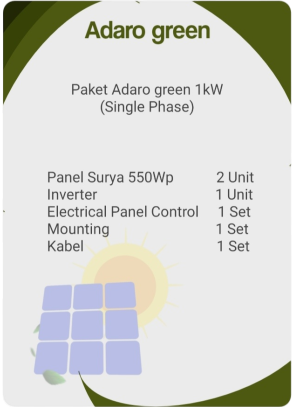 Adaro green
Paket Adaro green 1kW
(Single Phase)
Panel Surya 550Wp 2 Unit
Inverter 1 Unit
Electrical Panel Control 1 Set
Mounting 1 Set
Kabel 1 Set